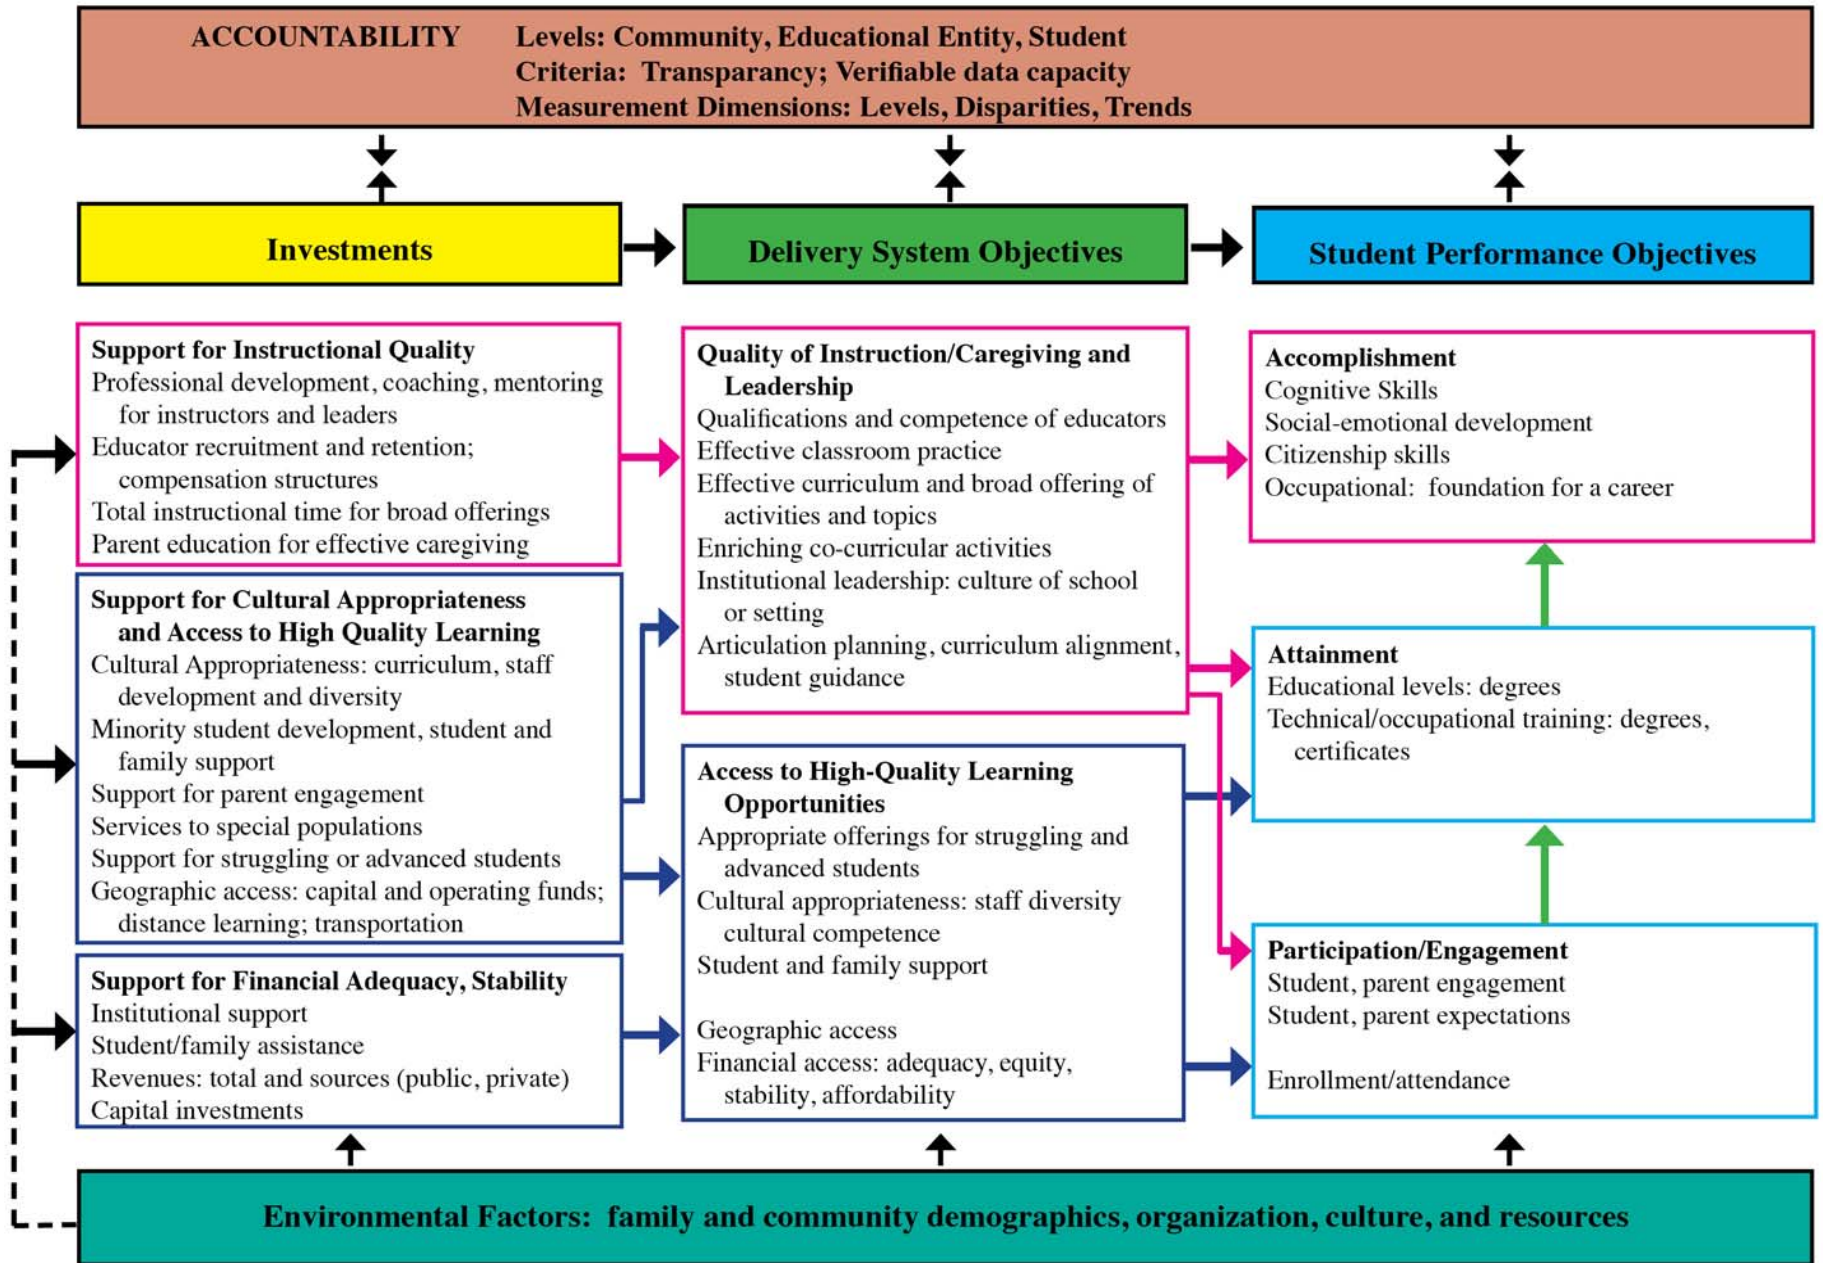 ACCOUNTABILITY Levels: Community, Educational Entity, Student
Criteria: Transparancy; Verifiable data capacity
Measurement Dimensions: Levels, Disparities, Trends
Investments
Delivery System Objectives
Student Performance Objectives
Support for Instructional Quality
Professional development, coaching, mentoring
for instructors and leaders
Educator recruitment and retention;
compensation structures
Total instructional time for broad offerings
Parent education for effective caregiving
Support for Cultural Appropriateness
and Access to High Quality Learning
Cultural Appropriateness: curriculum, staff
development and diversity
Minority student development, student and
family support
Support for parent engagement
Services to special populations
Support for struggling or advanced students
Geographic access: capital and operating funds;
distance learning; transportation
Support for Financial Adequacy, Stability
Institutional support
Student/family assistance
Revenues: total and sources (public, private)
Capital investments
Quality of Instruction/Caregiving and
Leadership
Qualifications and competence of educators
Effective classroom practice
Effective curriculum and broad offering of
activities and topics
Enriching co-curricular activities
Institutional leadership: culture of school
or setting
Articulation planning, curriculum alignment,
student guidance
Access to High-Quality Learning
Opportunities
Appropriate offerings for struggling and
advanced students
Cultural appropriateness: staff diversity
cultural competence
Student and family support
Geographic access
Financial access: adequacy, equity,
stability, affordability
Accomplishment
Cognitive Skills
Social-emotional development
Citizenship skills
Occupational: foundation for a career
Attainment
Educational levels: degrees
Technical/occupational training: degrees,
certificates
Participation/Engagement
Student, parent engagement
Student, parent expectations
Enrollment/attendance
Environmental Factors: family and community demographics, organization, culture, and resources